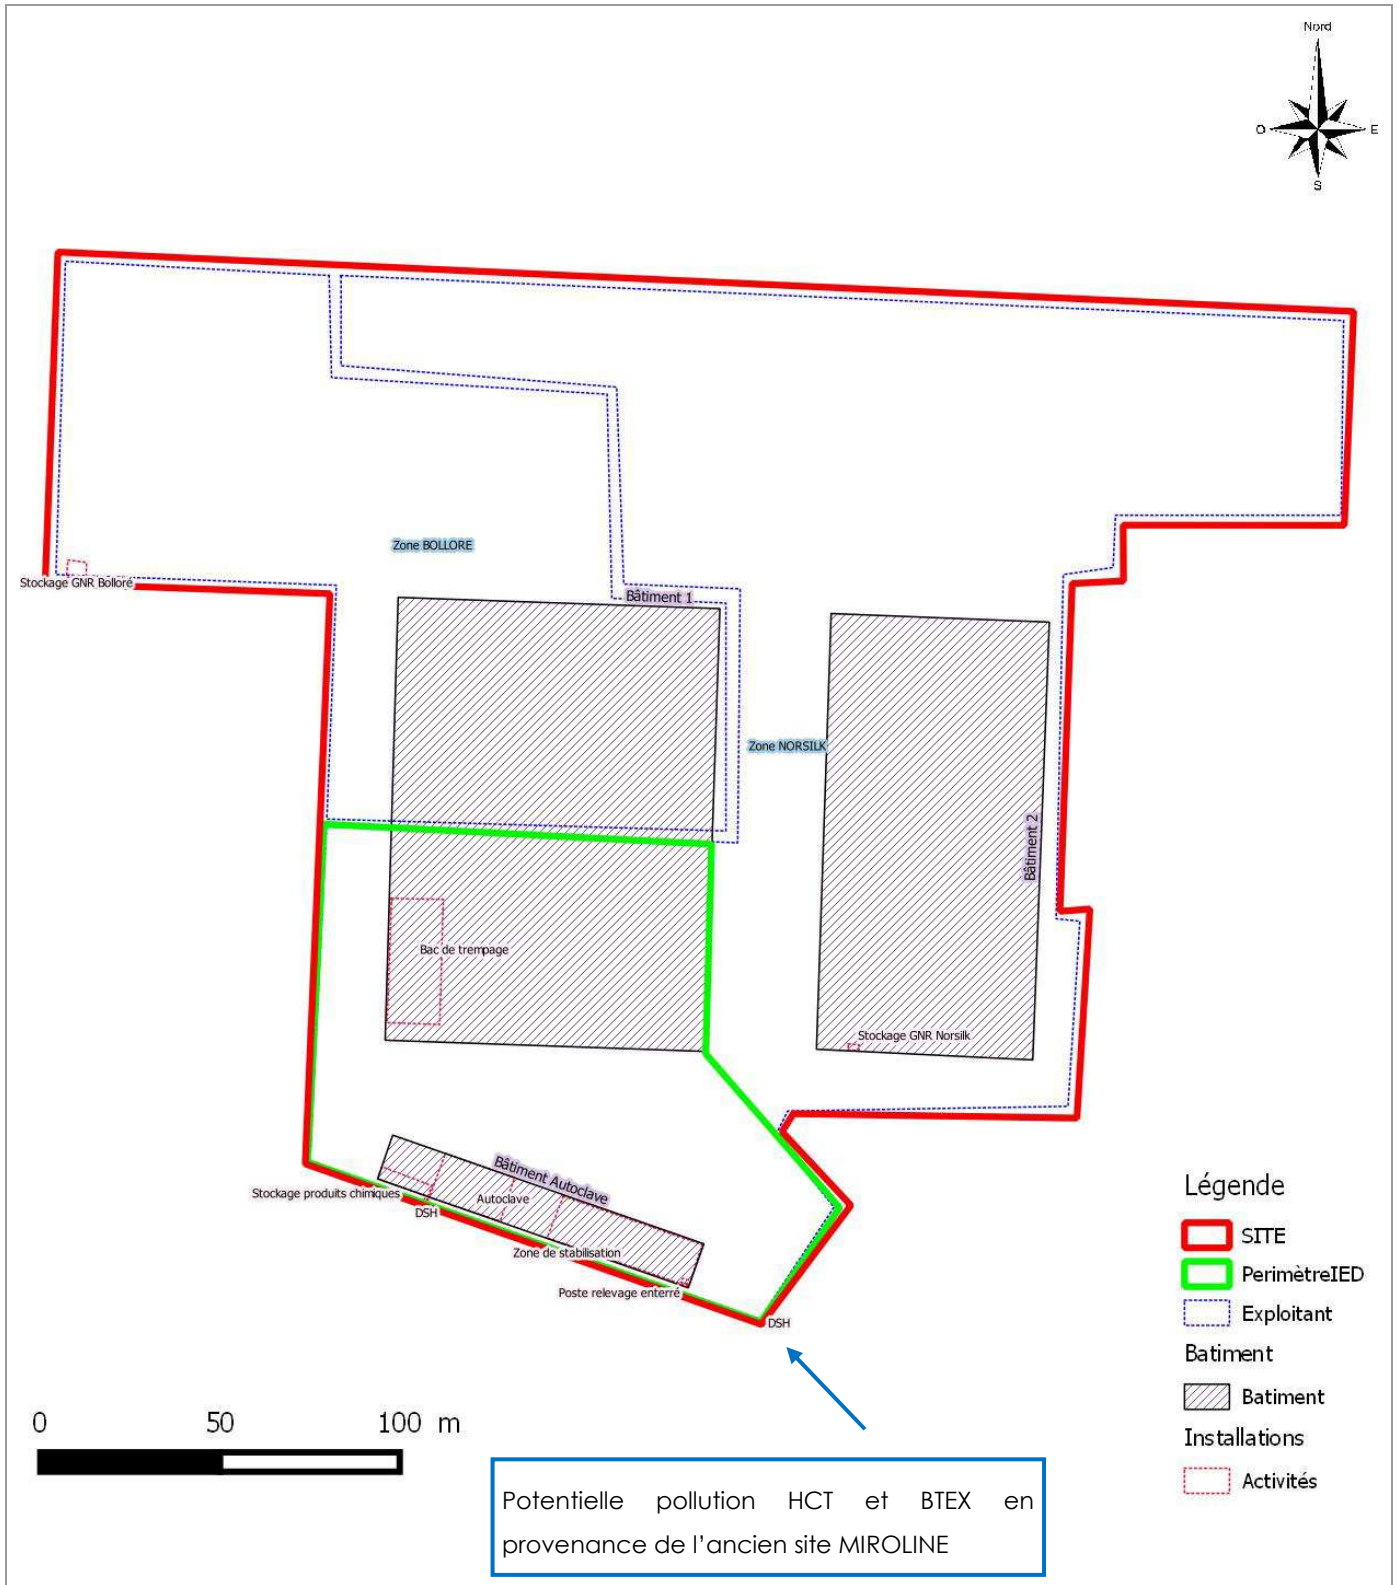 Nord
O
E
S
Zone BOLLORE
Stockage GNR Bolloré
Bâtiment 1
Zone NORSILK
Bâtiment 2
Bac de trempage
Stockage GNR Norsilk
Bâtiment Autoclave
Stockage produits chimiques
Autoclave
DSH
Zone de stabilisation
Poste relevage enterré
DSH
Légende
SITE
PerimètreIED
Exploitant
Batiment
Batiment
Installations
Activités
0 50 100 m
Potentielle pollution HCT et BTEX en
provenance de l'ancien site MIROLINE